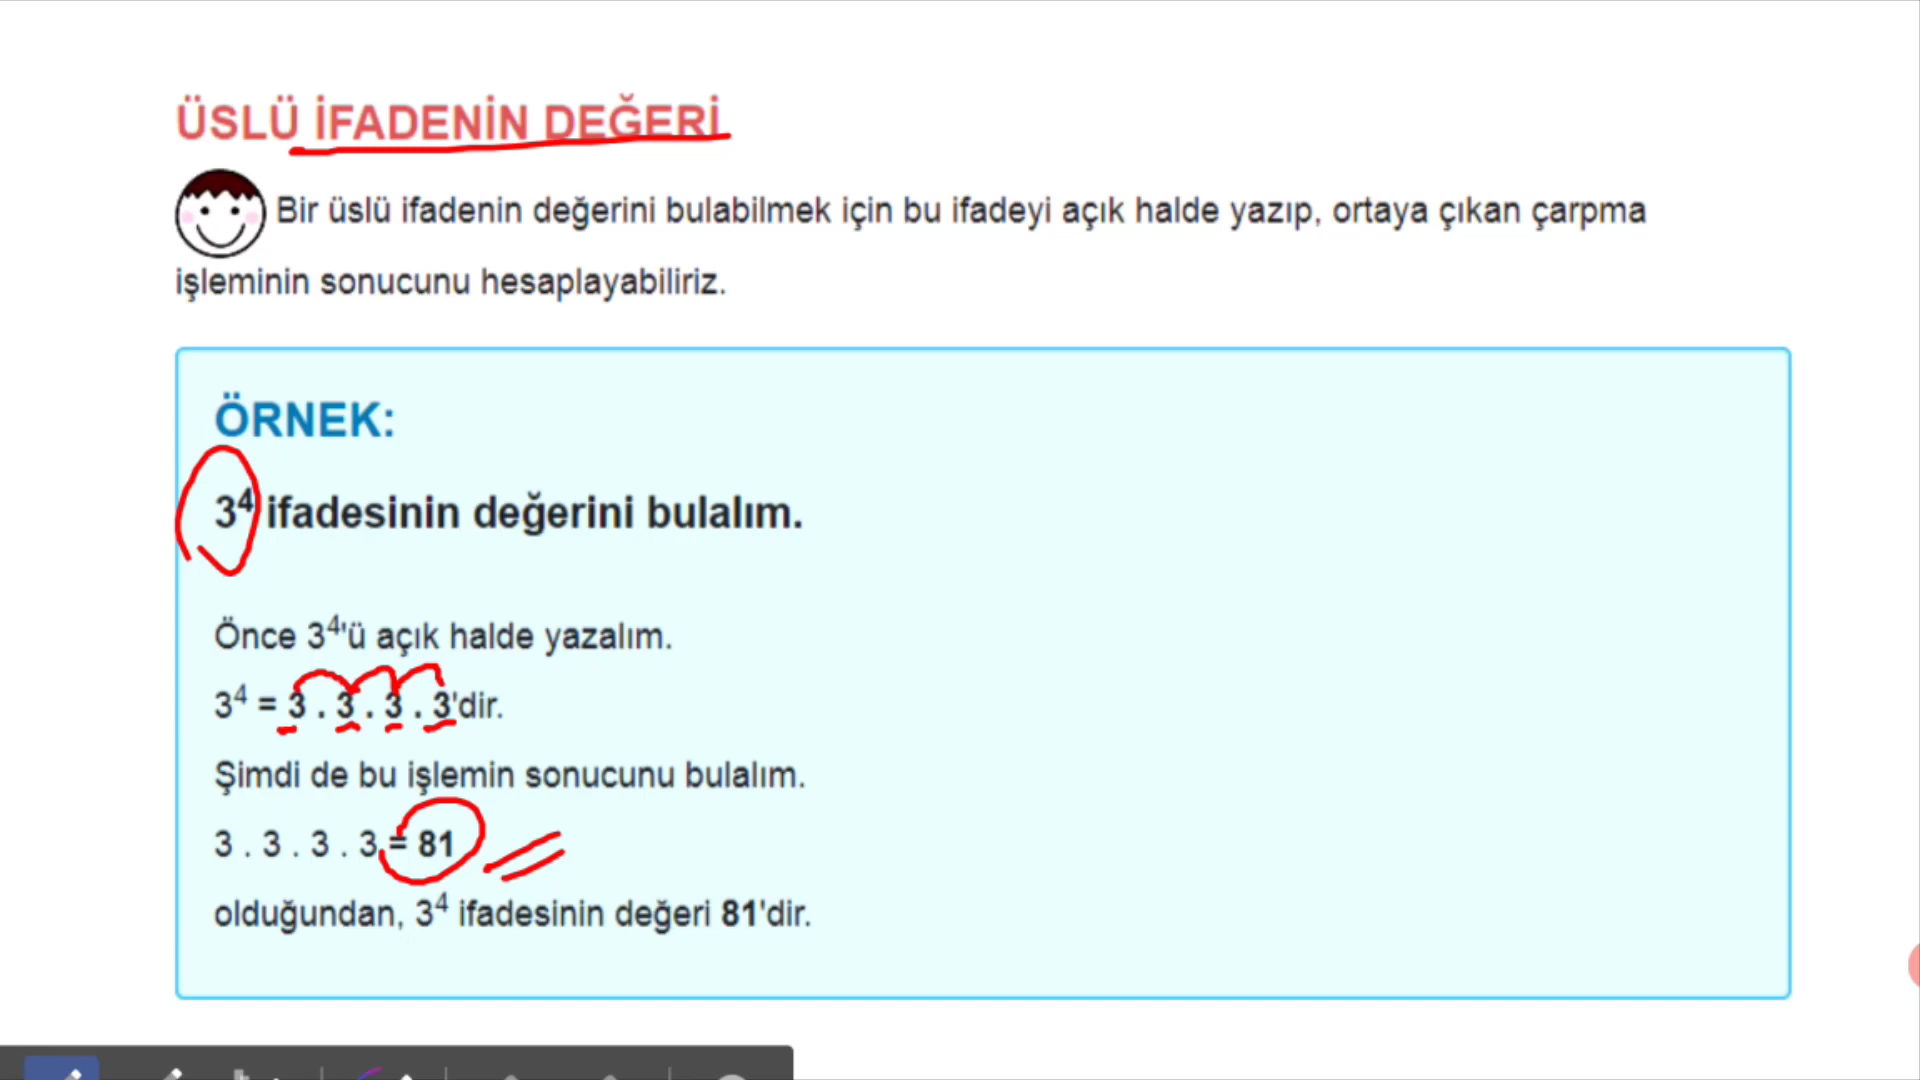 ÜSLÜ İFADENİN DEĞERİ
Bir üslü ifadenin değerini bulabilmek için bu ifadeyi açık halde yazıp, ortaya çıkan çarpma
işleminin sonucunu hesaplayabiliriz.
ÖRNEK:
3⁴ ifadesinin değerini bulalım.
Önce 3⁴'ü açık halde yazalım.
3⁴ = 3 . 3 . 3 . 3'dir.
Şimdi de bu işlemin sonucunu bulalım.
3 . 3 . 3 . 3 = 81
olduğundan, 3⁴ ifadesinin değeri 81'dir.